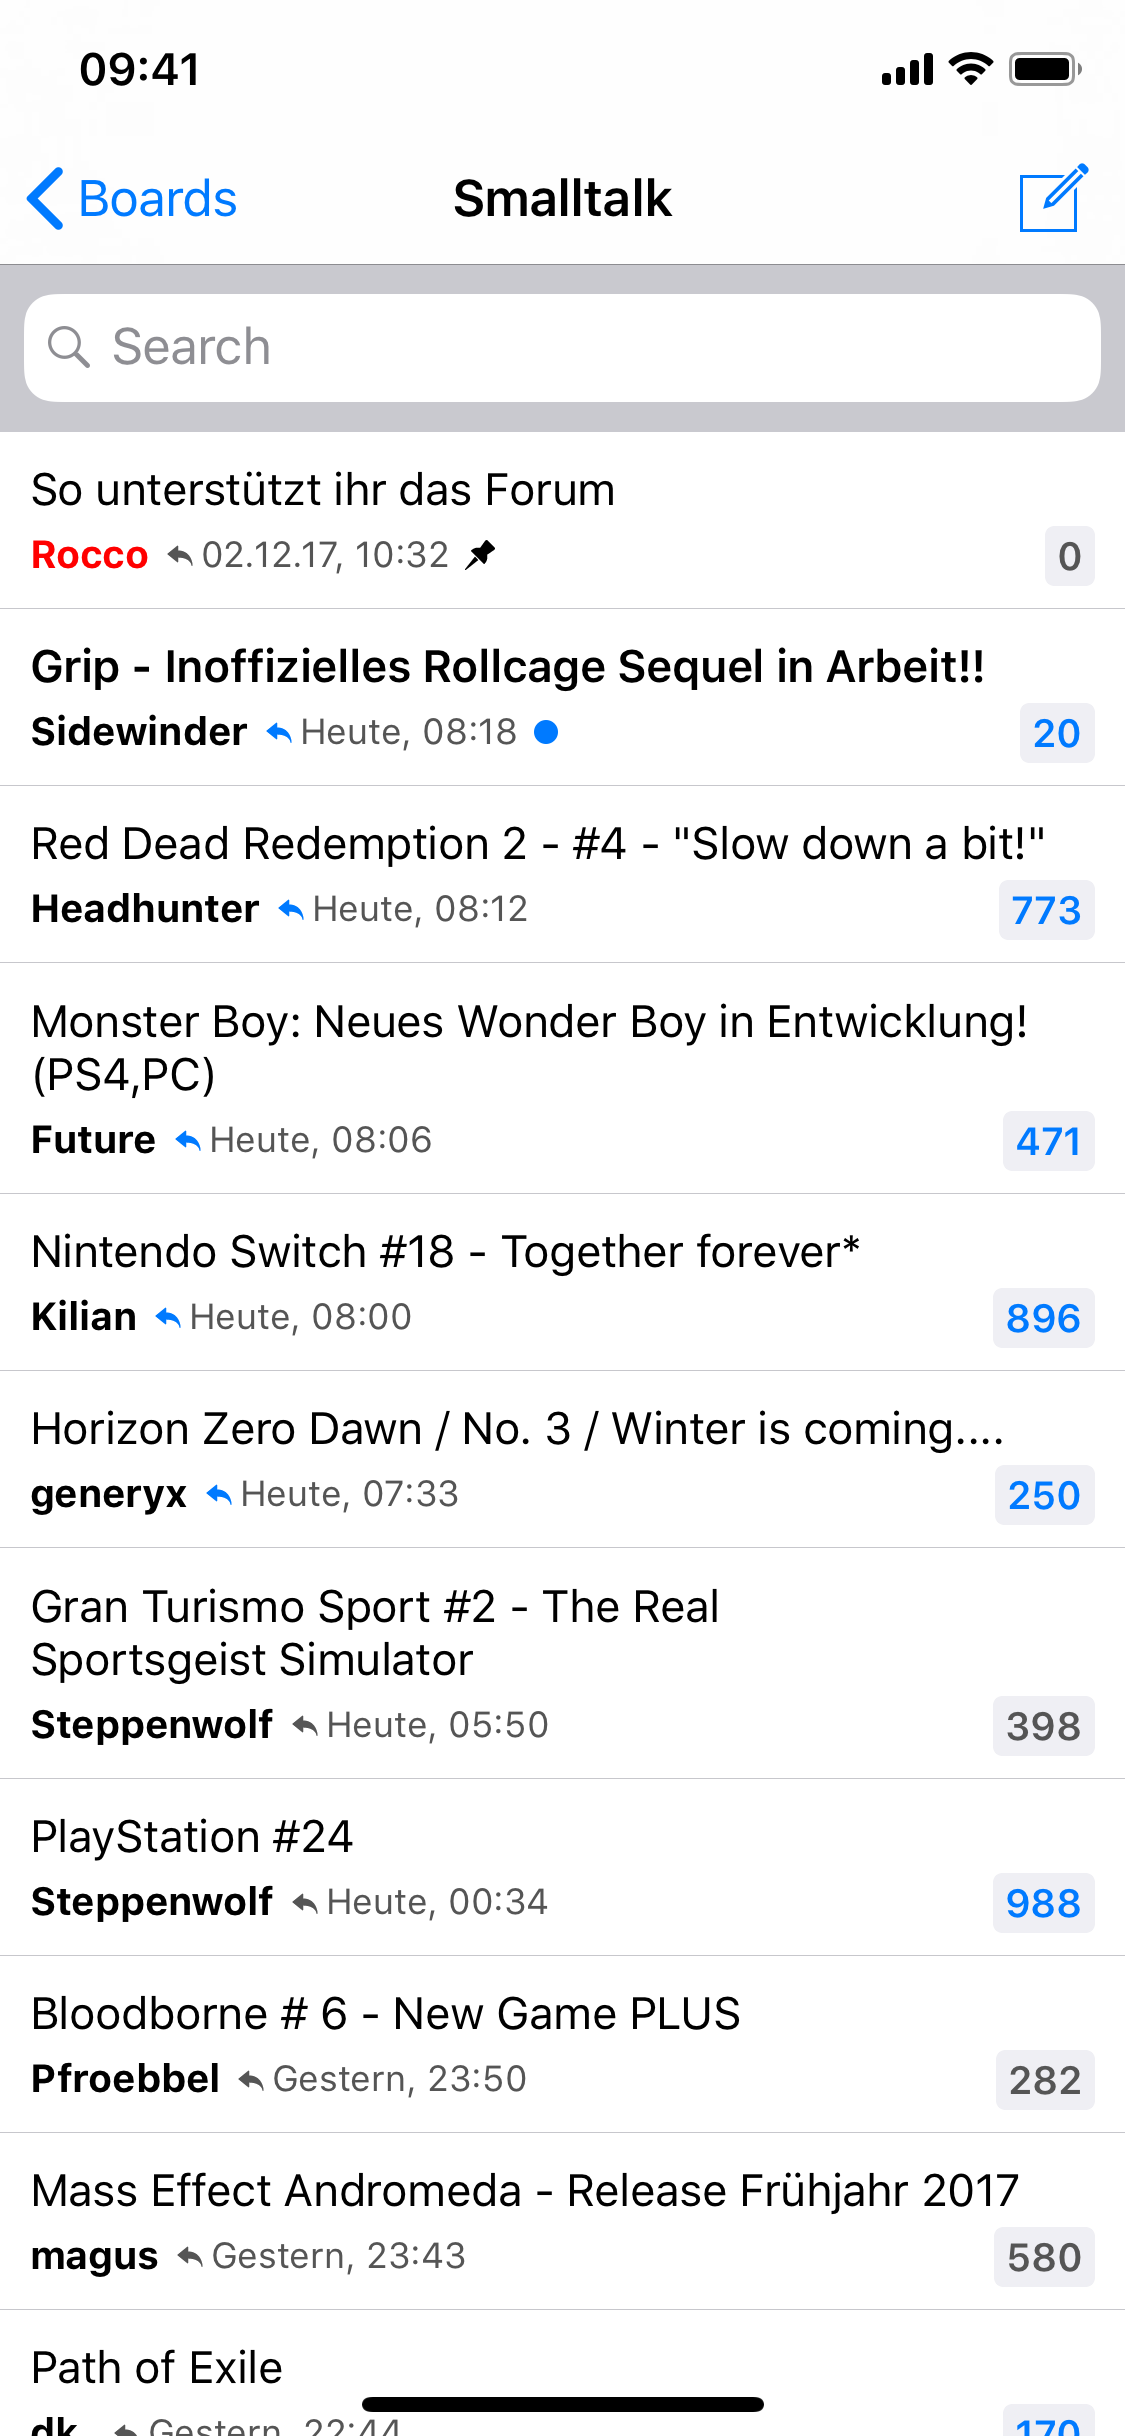 09:41
Boards
Smalltalk
Search
So unterstützt ihr das Forum
Rocco 02.12.17, 10:32
0
Grip - Inoffizielles Rollcage Sequel in Arbeit!!
Sidewinder Heute, 08:18
20
Red Dead Redemption 2 - #4 - "Slow down a bit!"
Headhunter Heute, 08:12
773
Monster Boy: Neues Wonder Boy in Entwicklung!
(PS4,PC)
Future Heute, 08:06
471
Nintendo Switch #18 - Together forever*
Kilian Heute, 08:00
896
Horizon Zero Dawn / No. 3 / Winter is coming....
generyx Heute, 07:33
250
Gran Turismo Sport #2 - The Real
Sportsgeist Simulator
Steppenwolf Heute, 05:50
398
PlayStation #24
Steppenwolf Heute, 00:34
988
Bloodborne # 6 - New Game PLUS
Pfroebbel Gestern, 23:50
282
Mass Effect Andromeda - Release Frühjahr 2017
magus Gestern, 23:43
580
Path of Exile
dk Gestern, 22:44
170